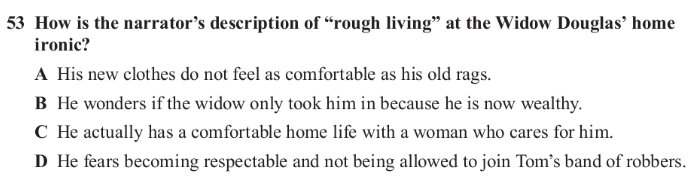 53 How is the narrator's description of “rough living” at the Widow Douglas' home
ironic?
A His new clothes do not feel as comfortable as his old rags.
B He wonders if the widow only took him in because he is now wealthy.
C He actually has a comfortable home life with a woman who cares for him.
D He fears becoming respectable and not being allowed to join Tom's band of robbers.